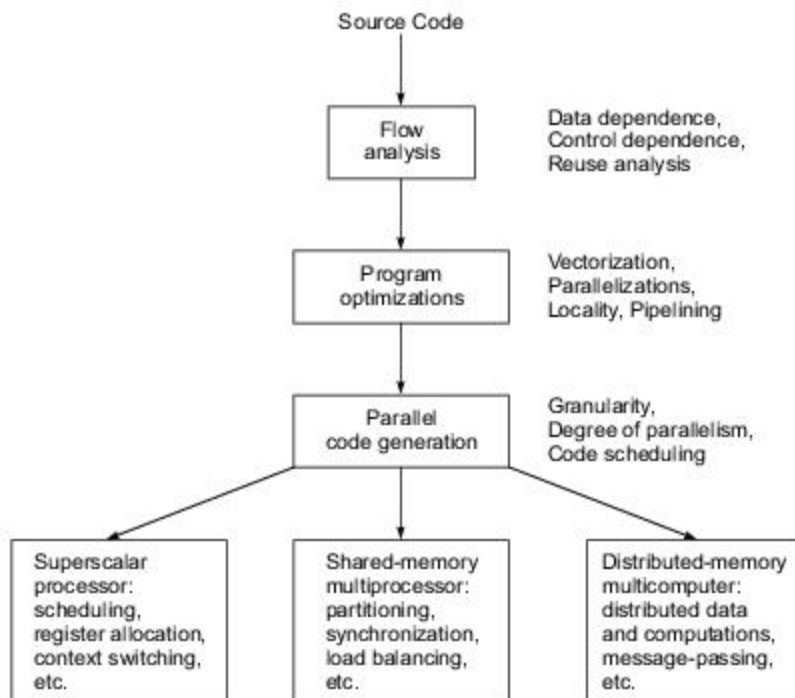 Source Code
Flow
analysis
Data dependence,
Control dependence,
Reuse analysis
Program
optimizations
Vectorization,
Parallelizations,
Locality, Pipelining
Parallel
code generation
Granularity,
Degree of parallelism,
Code scheduling
Superscalar
processor:
scheduling,
register allocation,
context switching,
etc.
Shared-memory
multiprocessor:
partitioning,
synchronization,
load balancing,
etc.
Distributed-memory
multicomputer:
distributed data
and computations,
message-passing,
etc.